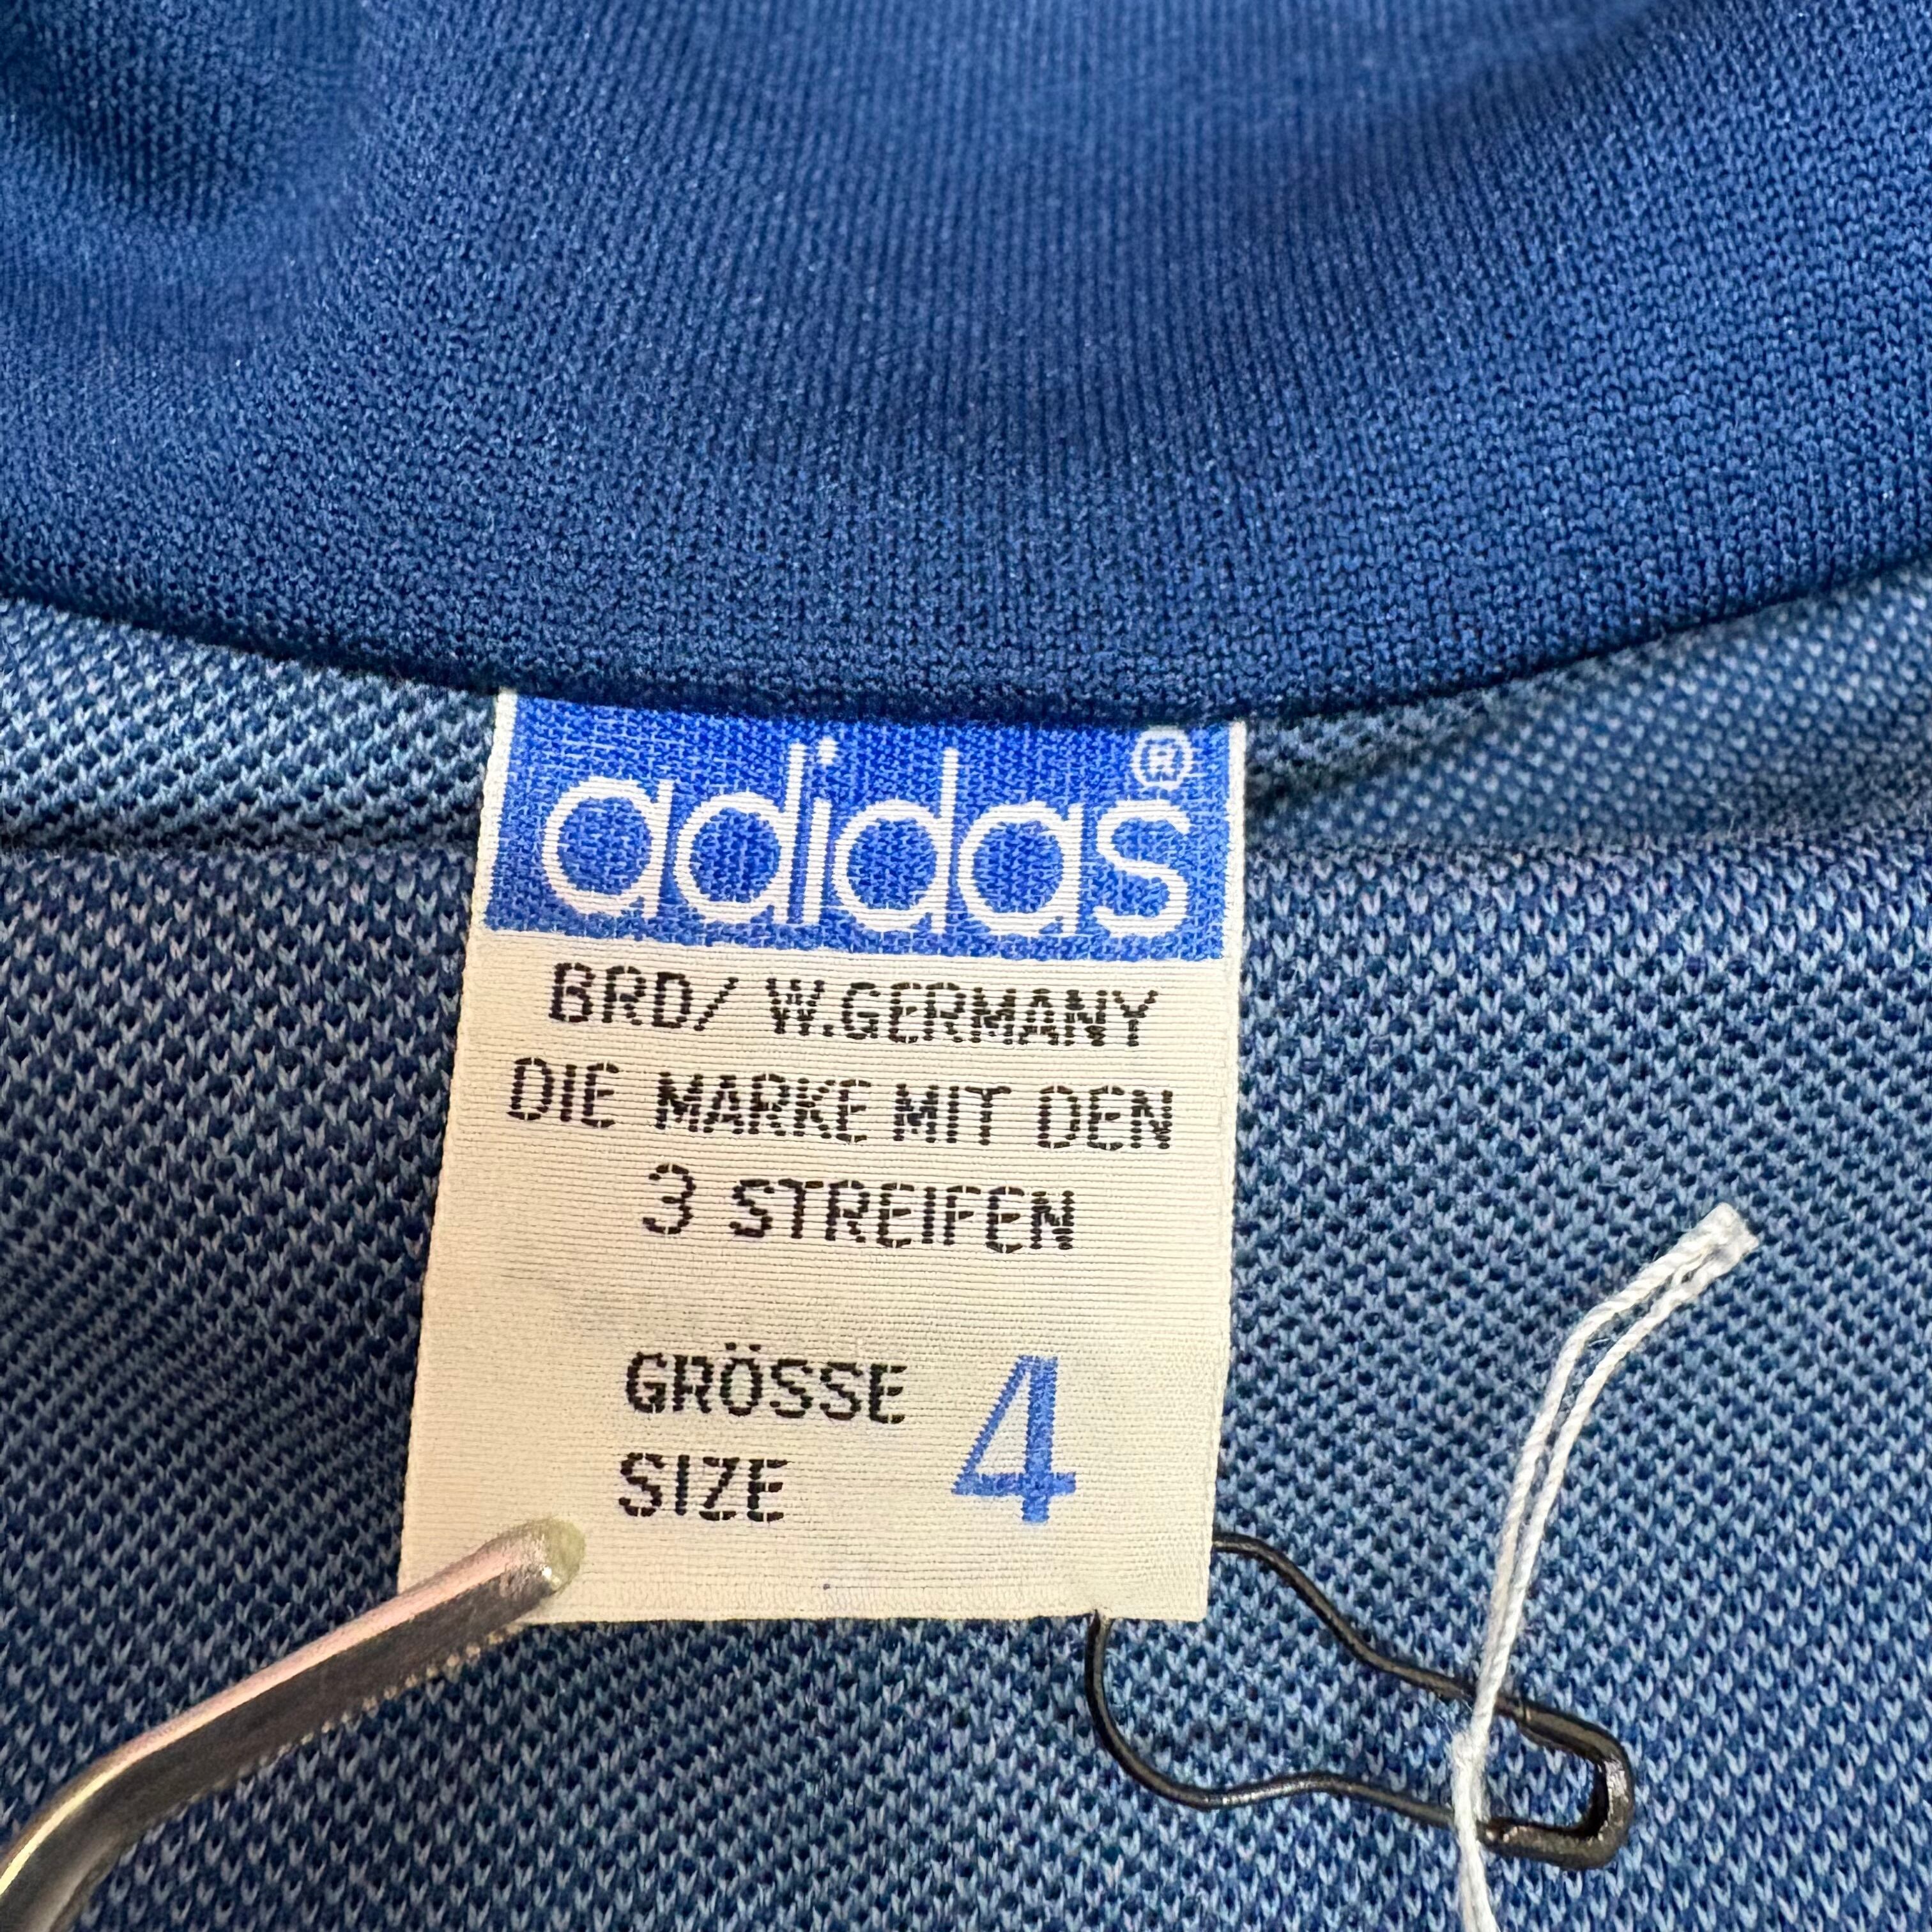 adidas®
BRD/ W.GERMANY
DIE MARKE MIT DEN
3 STREIFEN
GRÖSSE 4
SIZE